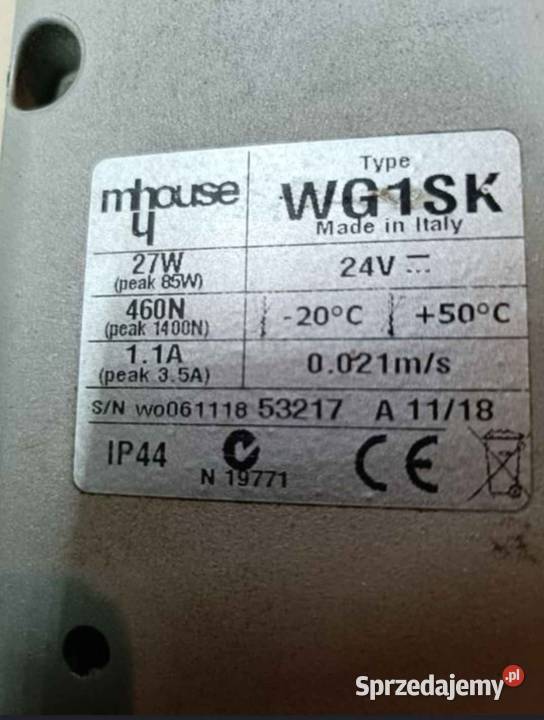 mhouse
Type
WG1SK
Made in Italy
27W
(peak 85W)
24V
460N
(peak 1400N)
-20°C
+50°C
1.1A
(peak 3.5A)
0.021m/s
S/N wo061118 53217 A 11/18
IP44
N 19771
CE
Sprzedajemy.pl